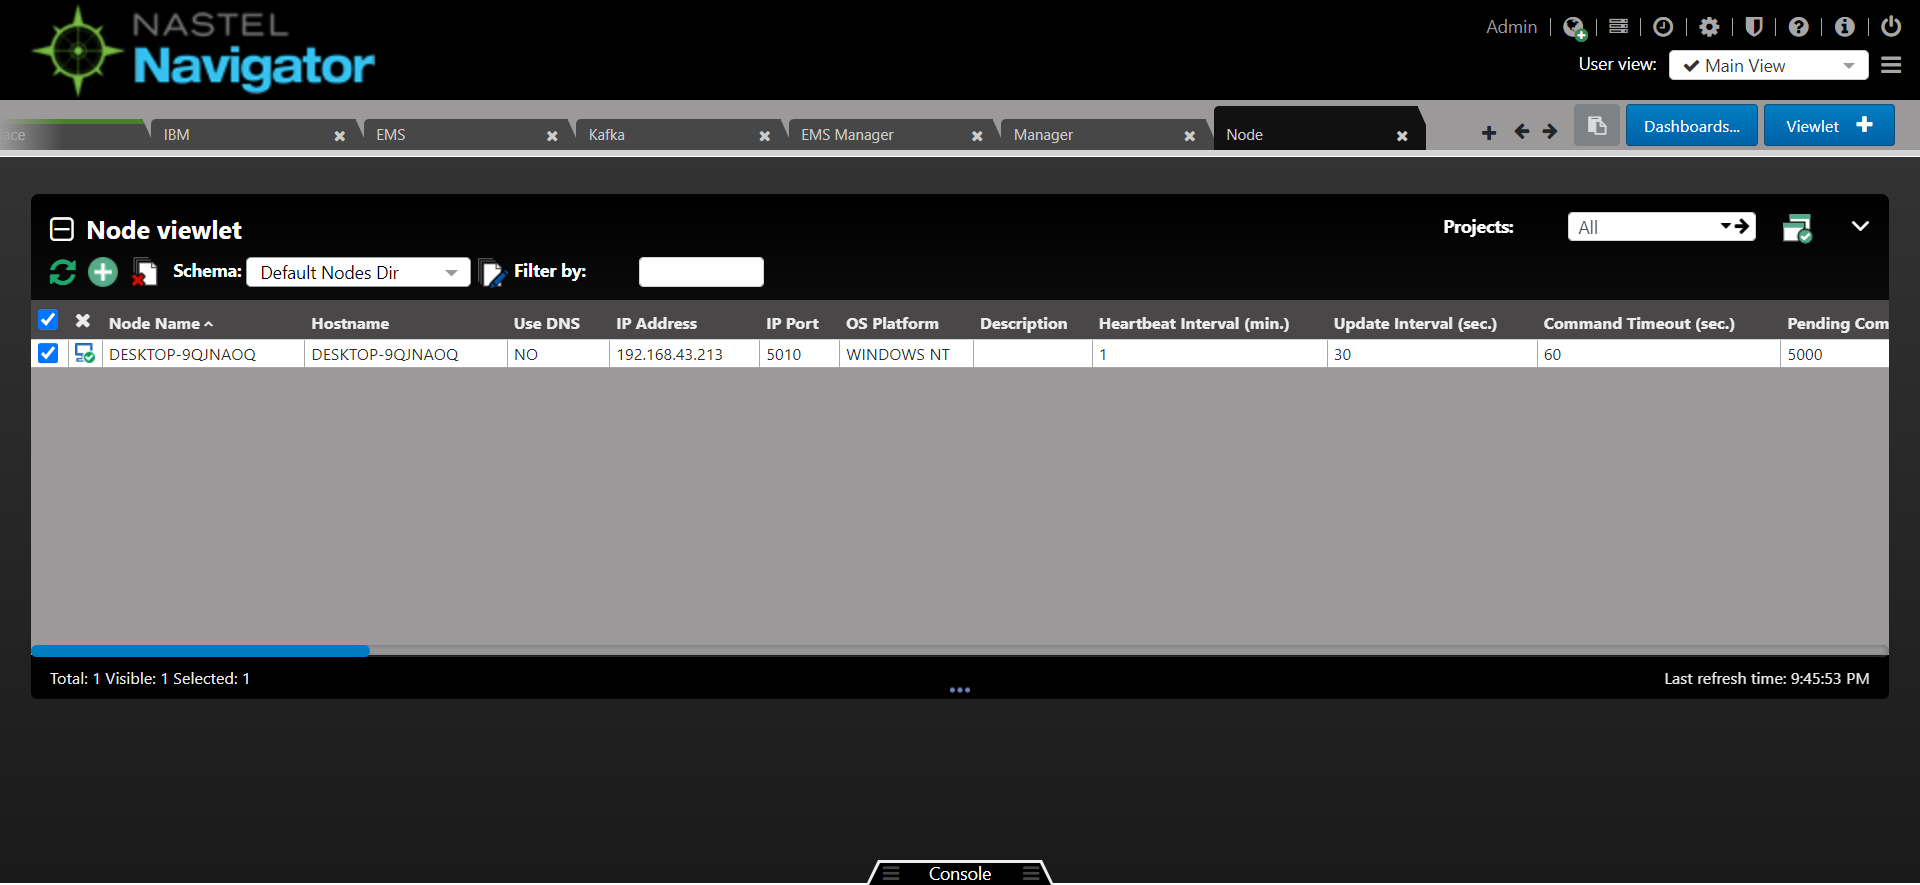 NASTEL
Navigator
Admin
User view: Main View
ace IBM EMS Kafka EMS Manager Manager Node Dashboards... Viewlet
Node viewlet
Projects: All
Schema: Default Nodes Dir Filter by:
Node Name Hostname Use DNS IP Address IP Port OS Platform Description Heartbeat Interval (min.) Update Interval (sec.) Command Timeout (sec.) Pending Com
DESKTOP-9QJNAOQ DESKTOP-9QJNAOQ NO 192.168.43.213 5010 WINDOWS NT 1 30 60 5000
Total: 1 Visible: 1 Selected: 1 Last refresh time: 9:45:53 PM
Console